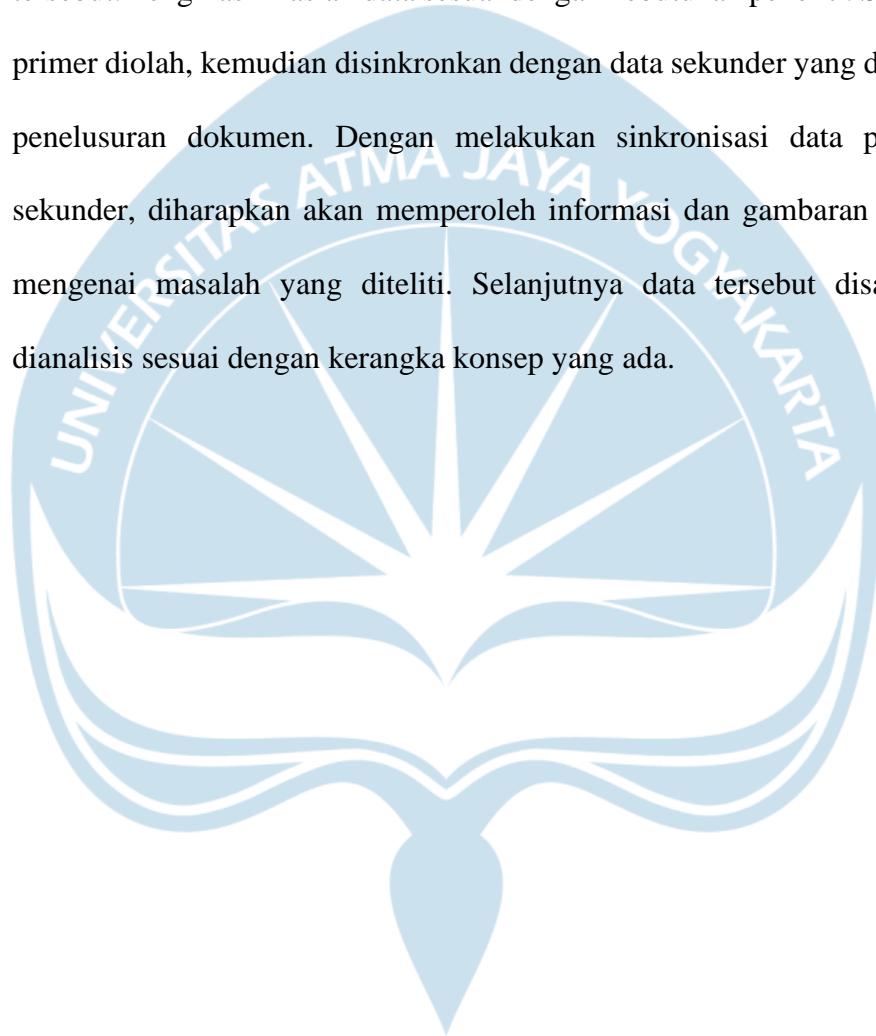 primer diolah, kemudian disinkronkan dengan data sekunder yang d
penelusuran dokumen. Dengan melakukan sinkronisasi data p
sekunder, diharapkan akan memperoleh informasi dan gambaran
mengenai masalah yang diteliti. Selanjutnya data tersebut disa
dianalisis sesuai dengan kerangka konsep yang ada.
UNIVERSITAS ATMA JAYA YOGYAKARTA